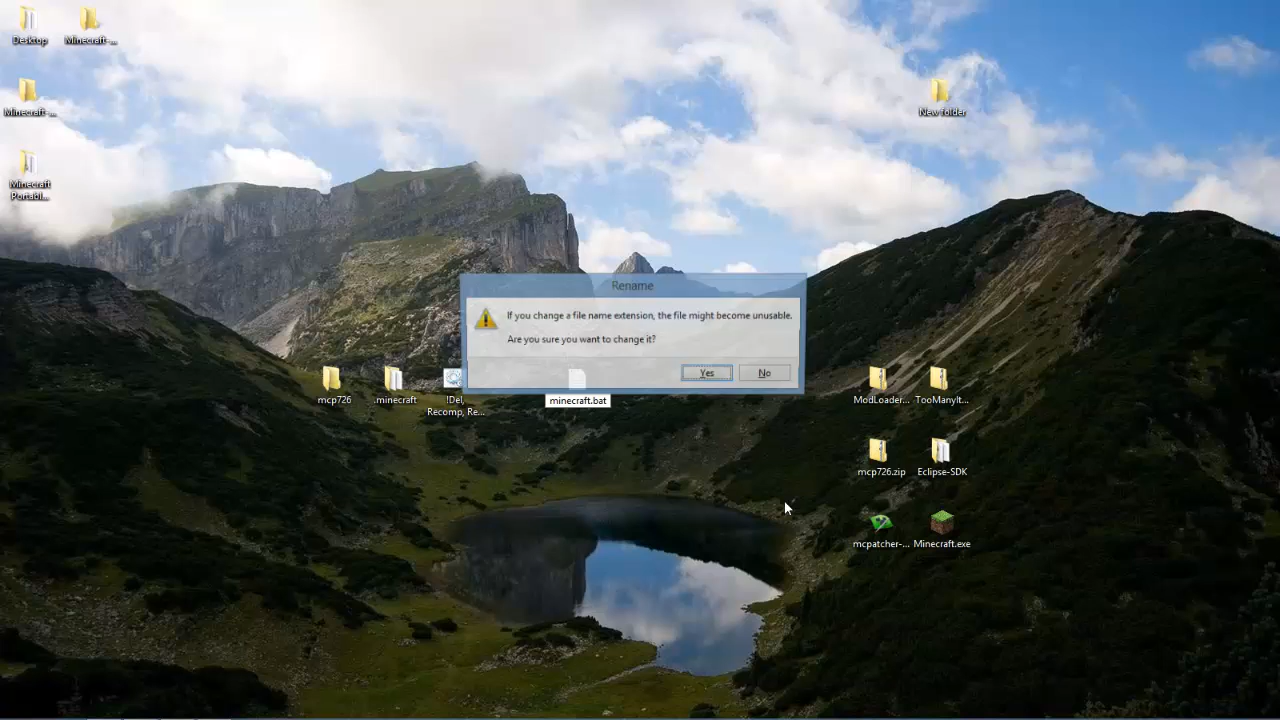 Desktop
Minecraft-...
Minecraft-...
New folder
Minecraft
Portabl...
Rename
If you change a file name extension, the file might become unusable.
Are you sure you want to change it?
Yes
No
mcp726
.minecraft
!Del,
Recomp, Re...
minecraft.bat
ModLoader...
TooManyIt...
mcp726.zip
Eclipse-SDK
mcpatcher-...
Minecraft.exe